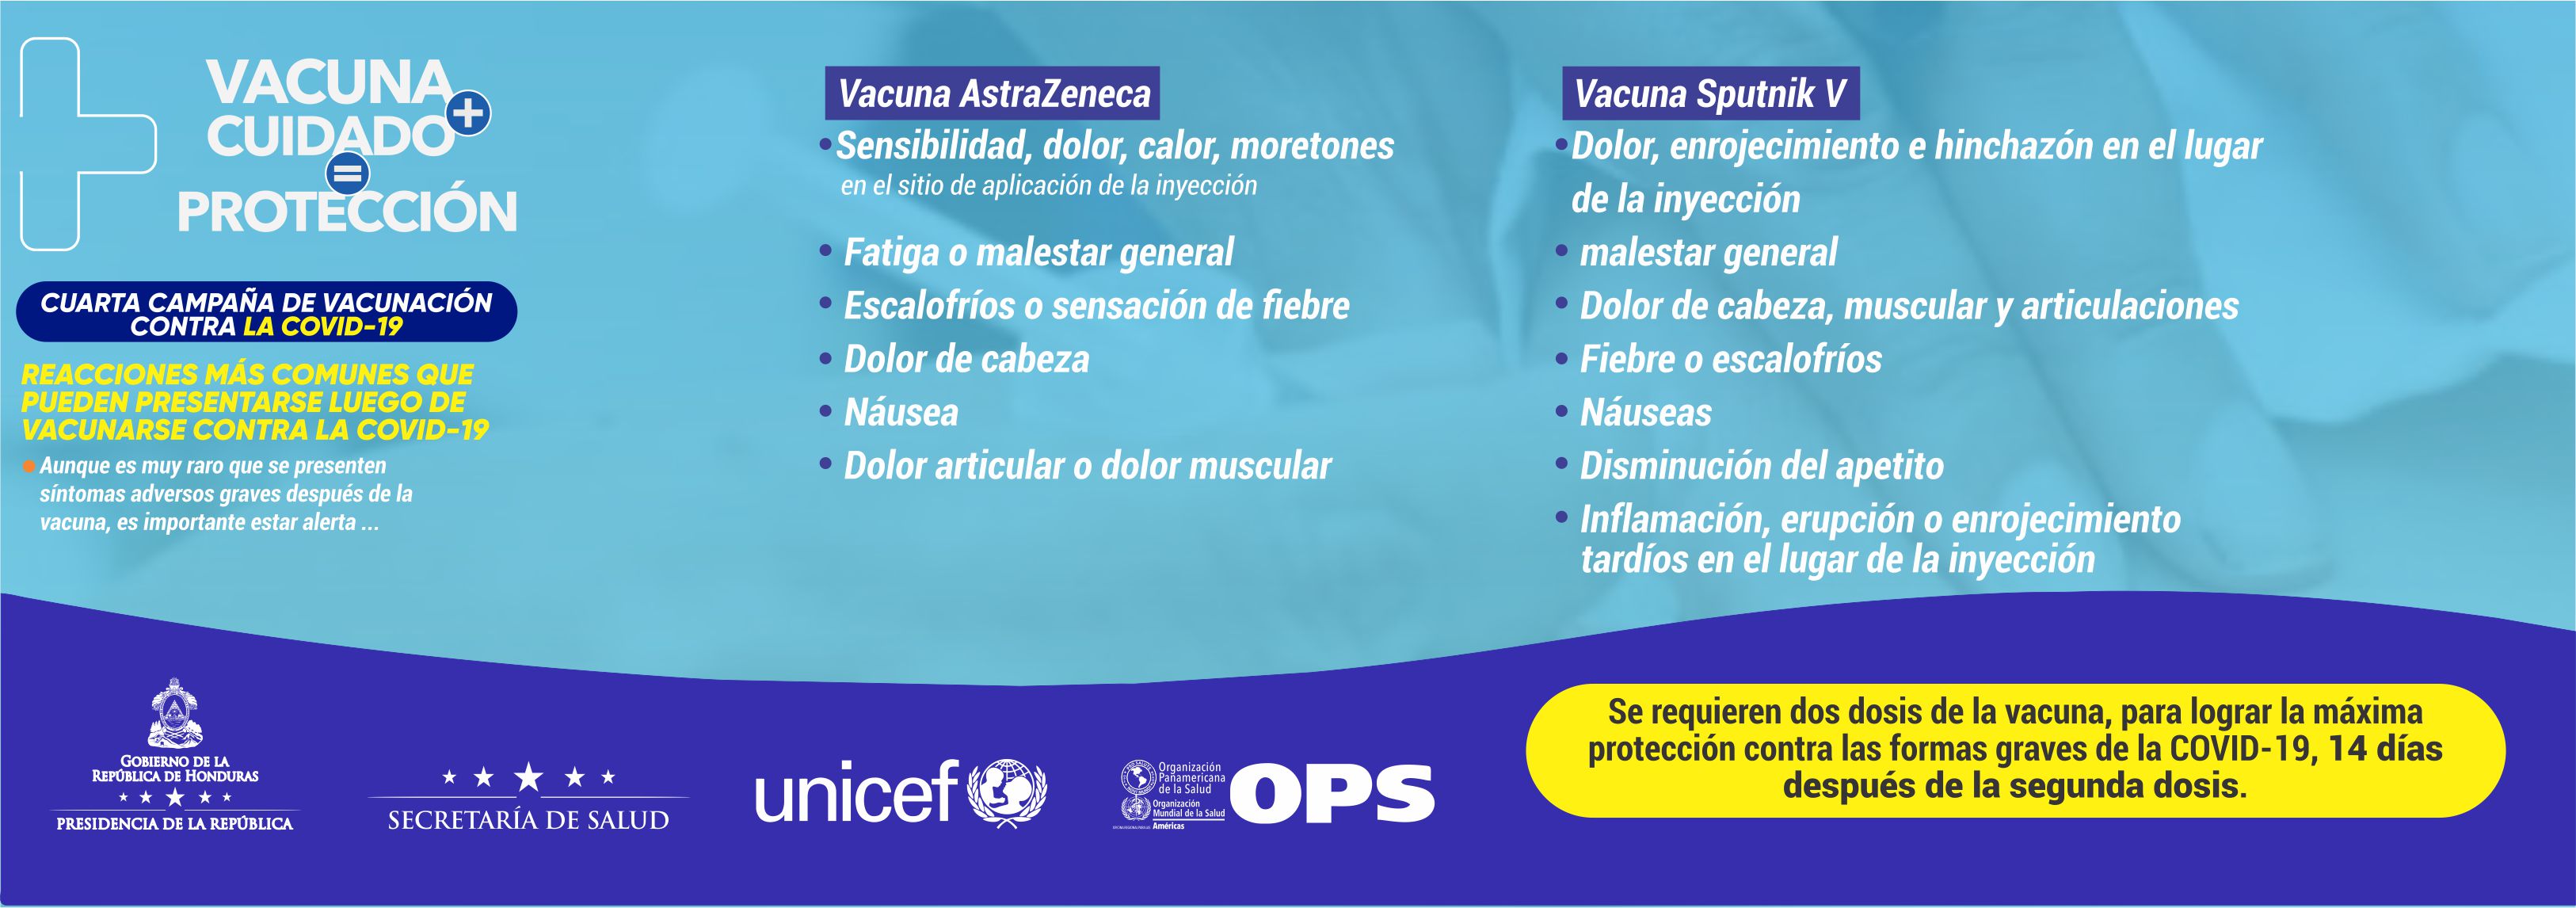 VACUNA
+
CUIDADO
=
PROTECCIÓN
CUARTA CAMPAÑA DE VACUNACIÓN
CONTRA LA COVID-19
REACCIONES MÁS COMUNES QUE
PUEDEN PRESENTARSE LUEGO DE
VACUNARSE CONTRA LA COVID-19
• Aunque es muy raro que se presenten
síntomas adversos graves después de la
vacuna, es importante estar alerta ...
Vacuna AstraZeneca
• Sensibilidad, dolor, calor, moretones
en el sitio de aplicación de la inyección
• Fatiga o malestar general
• Escalofríos o sensación de fiebre
• Dolor de cabeza
• Náusea
• Dolor articular o dolor muscular
Vacuna Sputnik V
• Dolor, enrojecimiento e hinchazón en el lugar
de la inyección
• malestar general
• Dolor de cabeza, muscular y articulaciones
• Fiebre o escalofríos
• Náuseas
• Disminución del apetito
• Inflamación, erupción o enrojecimiento
tardíos en el lugar de la inyección
GOBIERNO DE LA
REPÚBLICA DE HONDURAS
PRESIDENCIA DE LA REPÚBLICA
SECRETARÍA DE SALUD
unicef
Organización
Panamericana
de la Salud
Organización
Mundial de la Salud
Américas
OPS
Se requieren dos dosis de la vacuna, para lograr la máxima
protección contra las formas graves de la COVID-19, 14 días
después de la segunda dosis.